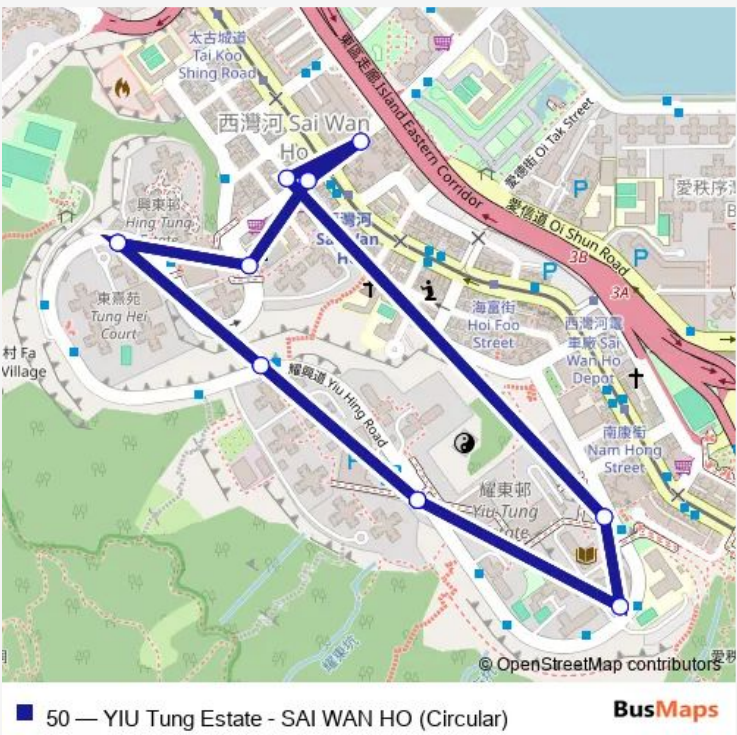 太古城道
Tai Koo
Shing Road
東區走廊 Island Eastern Corridor
西灣河 Sai Wan
Ho
愛德街 Oi Tak Street
P
愛秩序灣
興東邨
Hing Tung
愛信道 Oi Shun Road
P
P
3B
3A
東熹苑
Tung Hei
Court
海富街
Hoi Foo
Street
西灣河電
車廠 Sai
Wan Ho
Depot
村 Fa
Village
耀興道 Yiu Hing Road
南康街
Nam Hong
Street
耀東邨
Yiu Tung
耀東坑
© OpenStreetMap contributors
50 — YIU Tung Estate - SAI WAN HO (Circular)
BusMaps